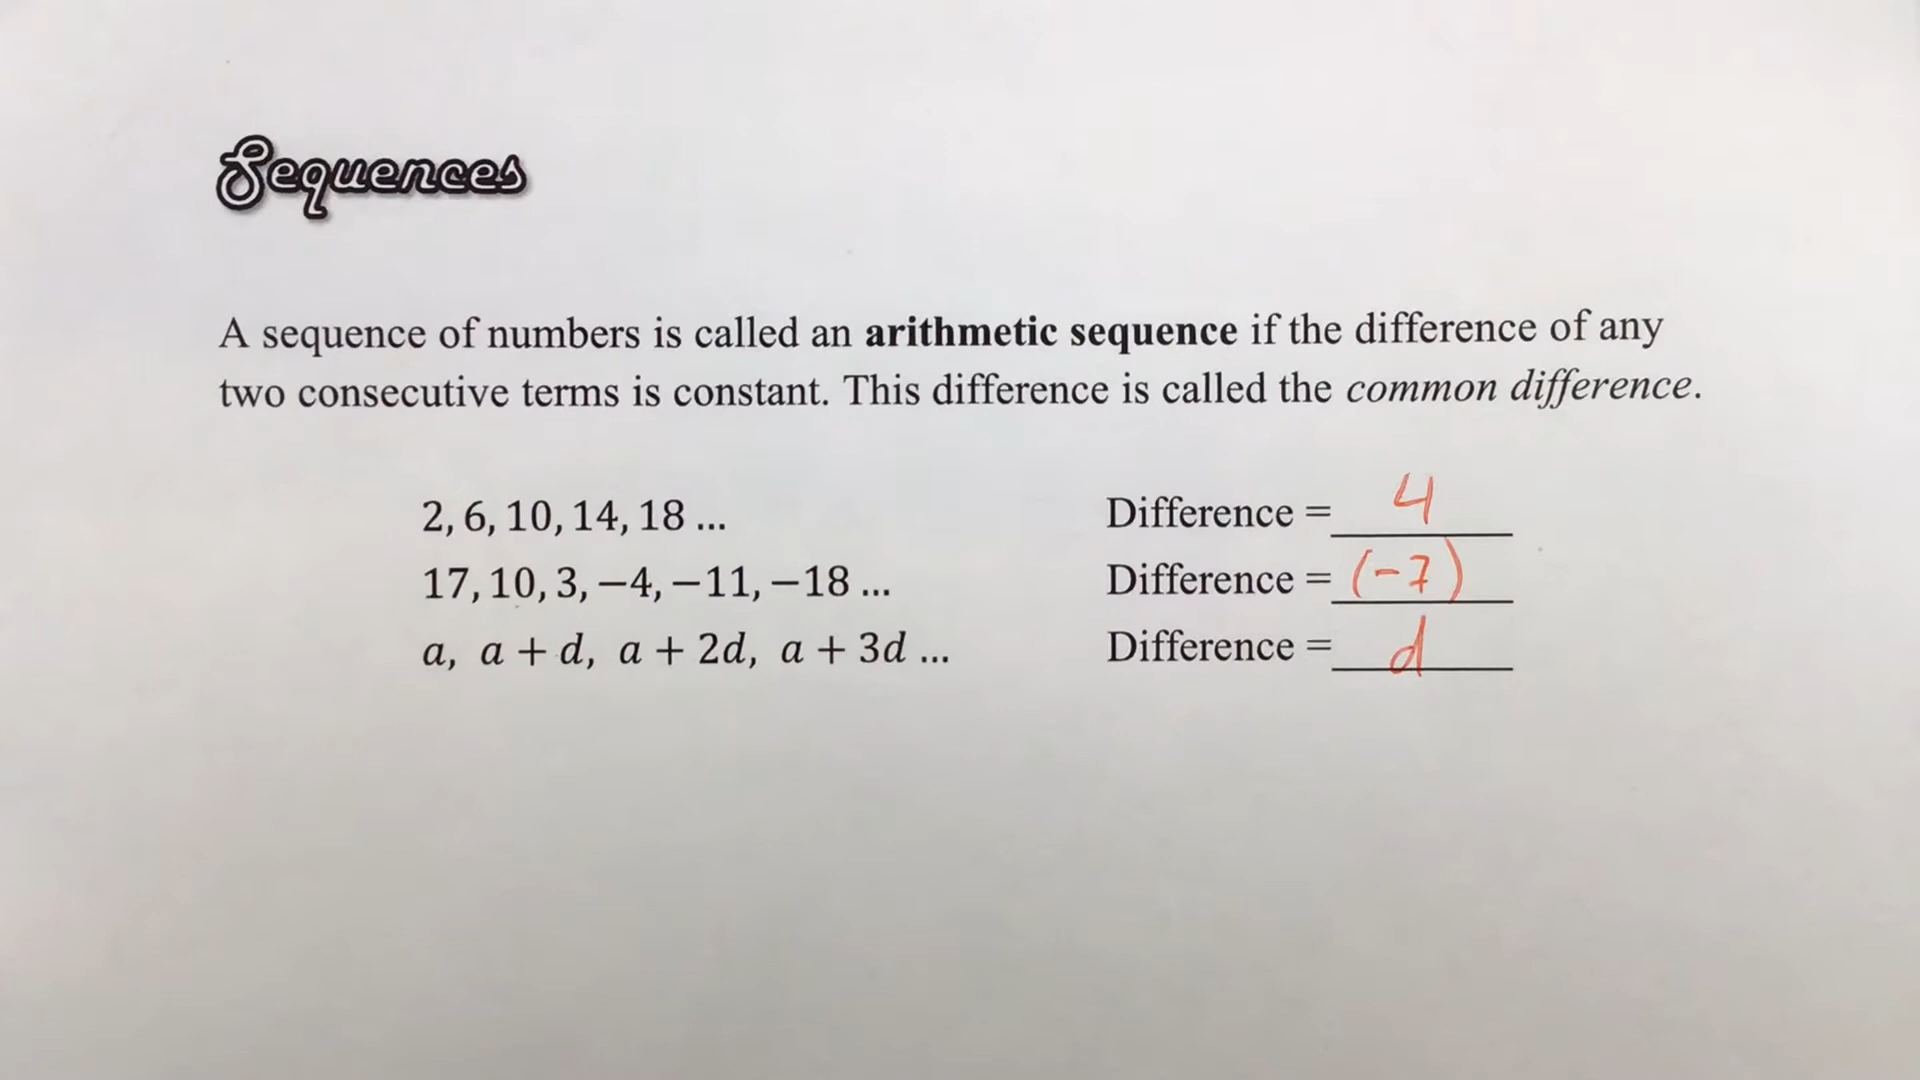 Sequences
A sequence of numbers is called an arithmetic sequence if the difference of any
two consecutive terms is constant. This difference is called the common difference.
2, 6, 10, 14, 18 ... Difference = 4
17, 10, 3, −4, −11, −18 ... Difference = (-7)
a, a + d, a + 2d, a + 3d ... Difference = d